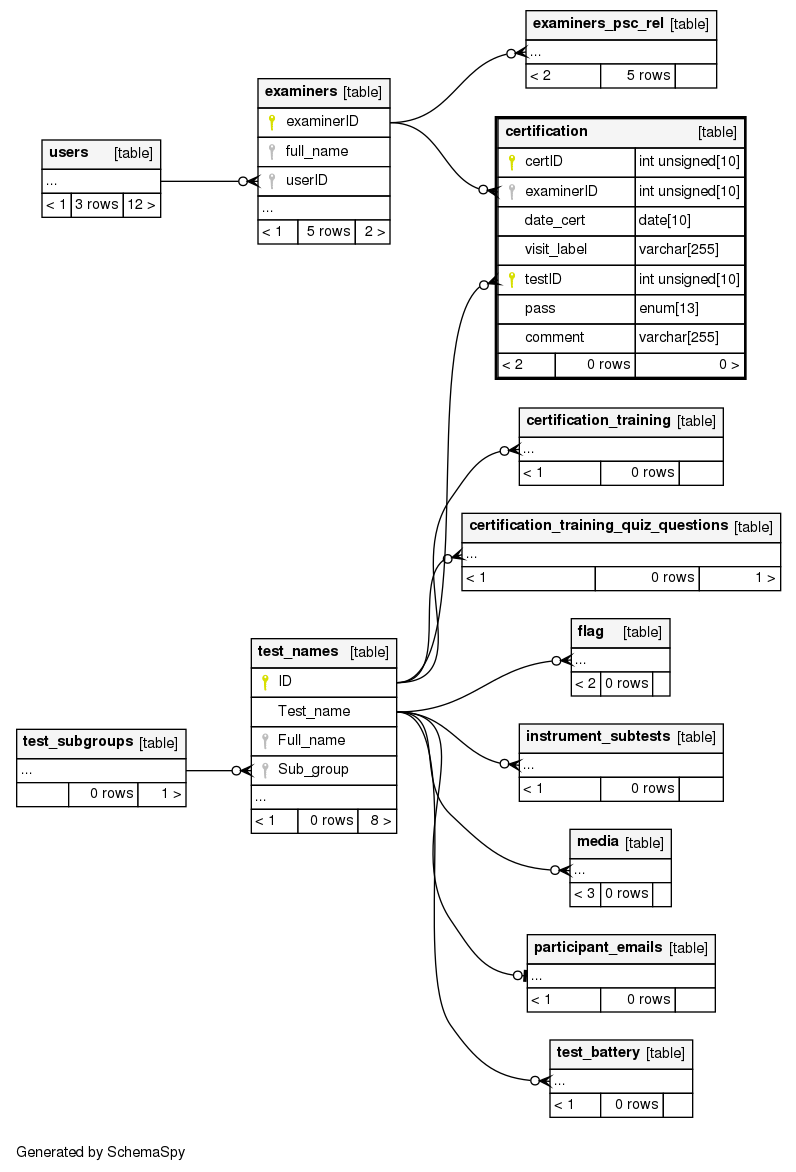 examiners_psc_rel [table]
...
< 2 5 rows
examiners [table]
examinerID
full_name
userID
...
< 1 5 rows 2 >
users [table]
...
< 1 3 rows 12 >
certification [table]
certID int unsigned[10]
examinerID int unsigned[10]
date_cert date[10]
visit_label varchar[255]
testID int unsigned[10]
pass enum[13]
comment varchar[255]
< 2 0 rows 0 >
certification_training [table]
...
< 1 0 rows
certification_training_quiz_questions [table]
...
< 1 0 rows 1 >
flag [table]
...
< 2 0 rows
test_names [table]
ID
Test_name
Full_name
Sub_group
...
< 1 0 rows 8 >
test_subgroups [table]
...
0 rows 1 >
instrument_subtests [table]
...
< 1 0 rows
media [table]
...
< 3 0 rows
participant_emails [table]
...
< 1 0 rows
test_battery [table]
...
< 1 0 rows
Generated by SchemaSpy